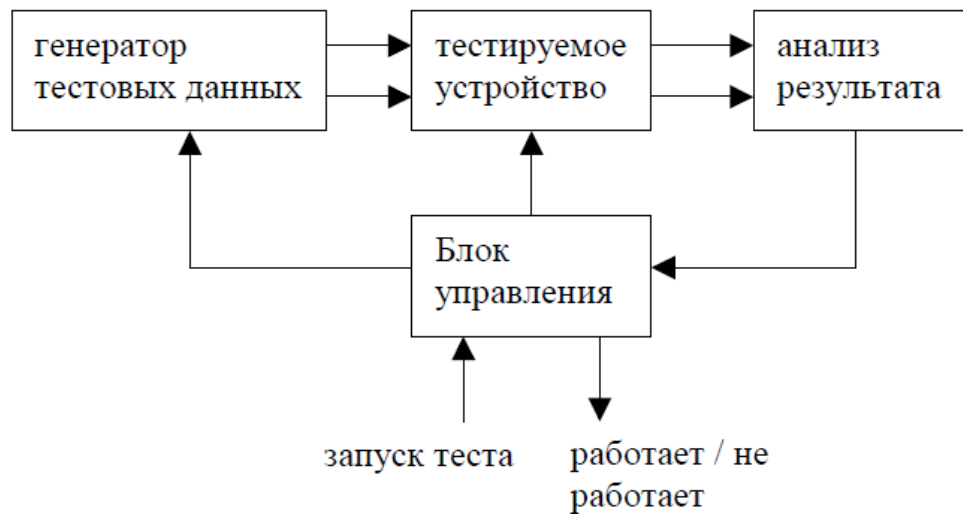 генератор
тестовых данных
тестируемое
устройство
анализ
результата
Блок
управления
запуск теста
работает / не
работает